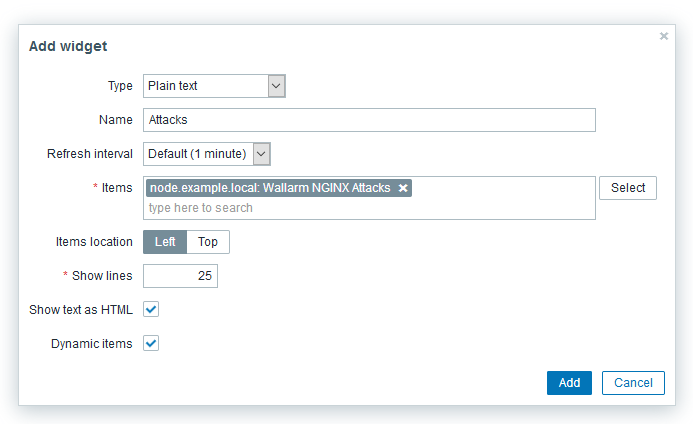 Add widget
Type Plain text
Name Attacks
Refresh interval Default (1 minute)
* Items node.example.local: Wallarm NGINX Attacks Select
type here to search
Items location Left Top
* Show lines 25
Show text as HTML
Dynamic items
Add Cancel